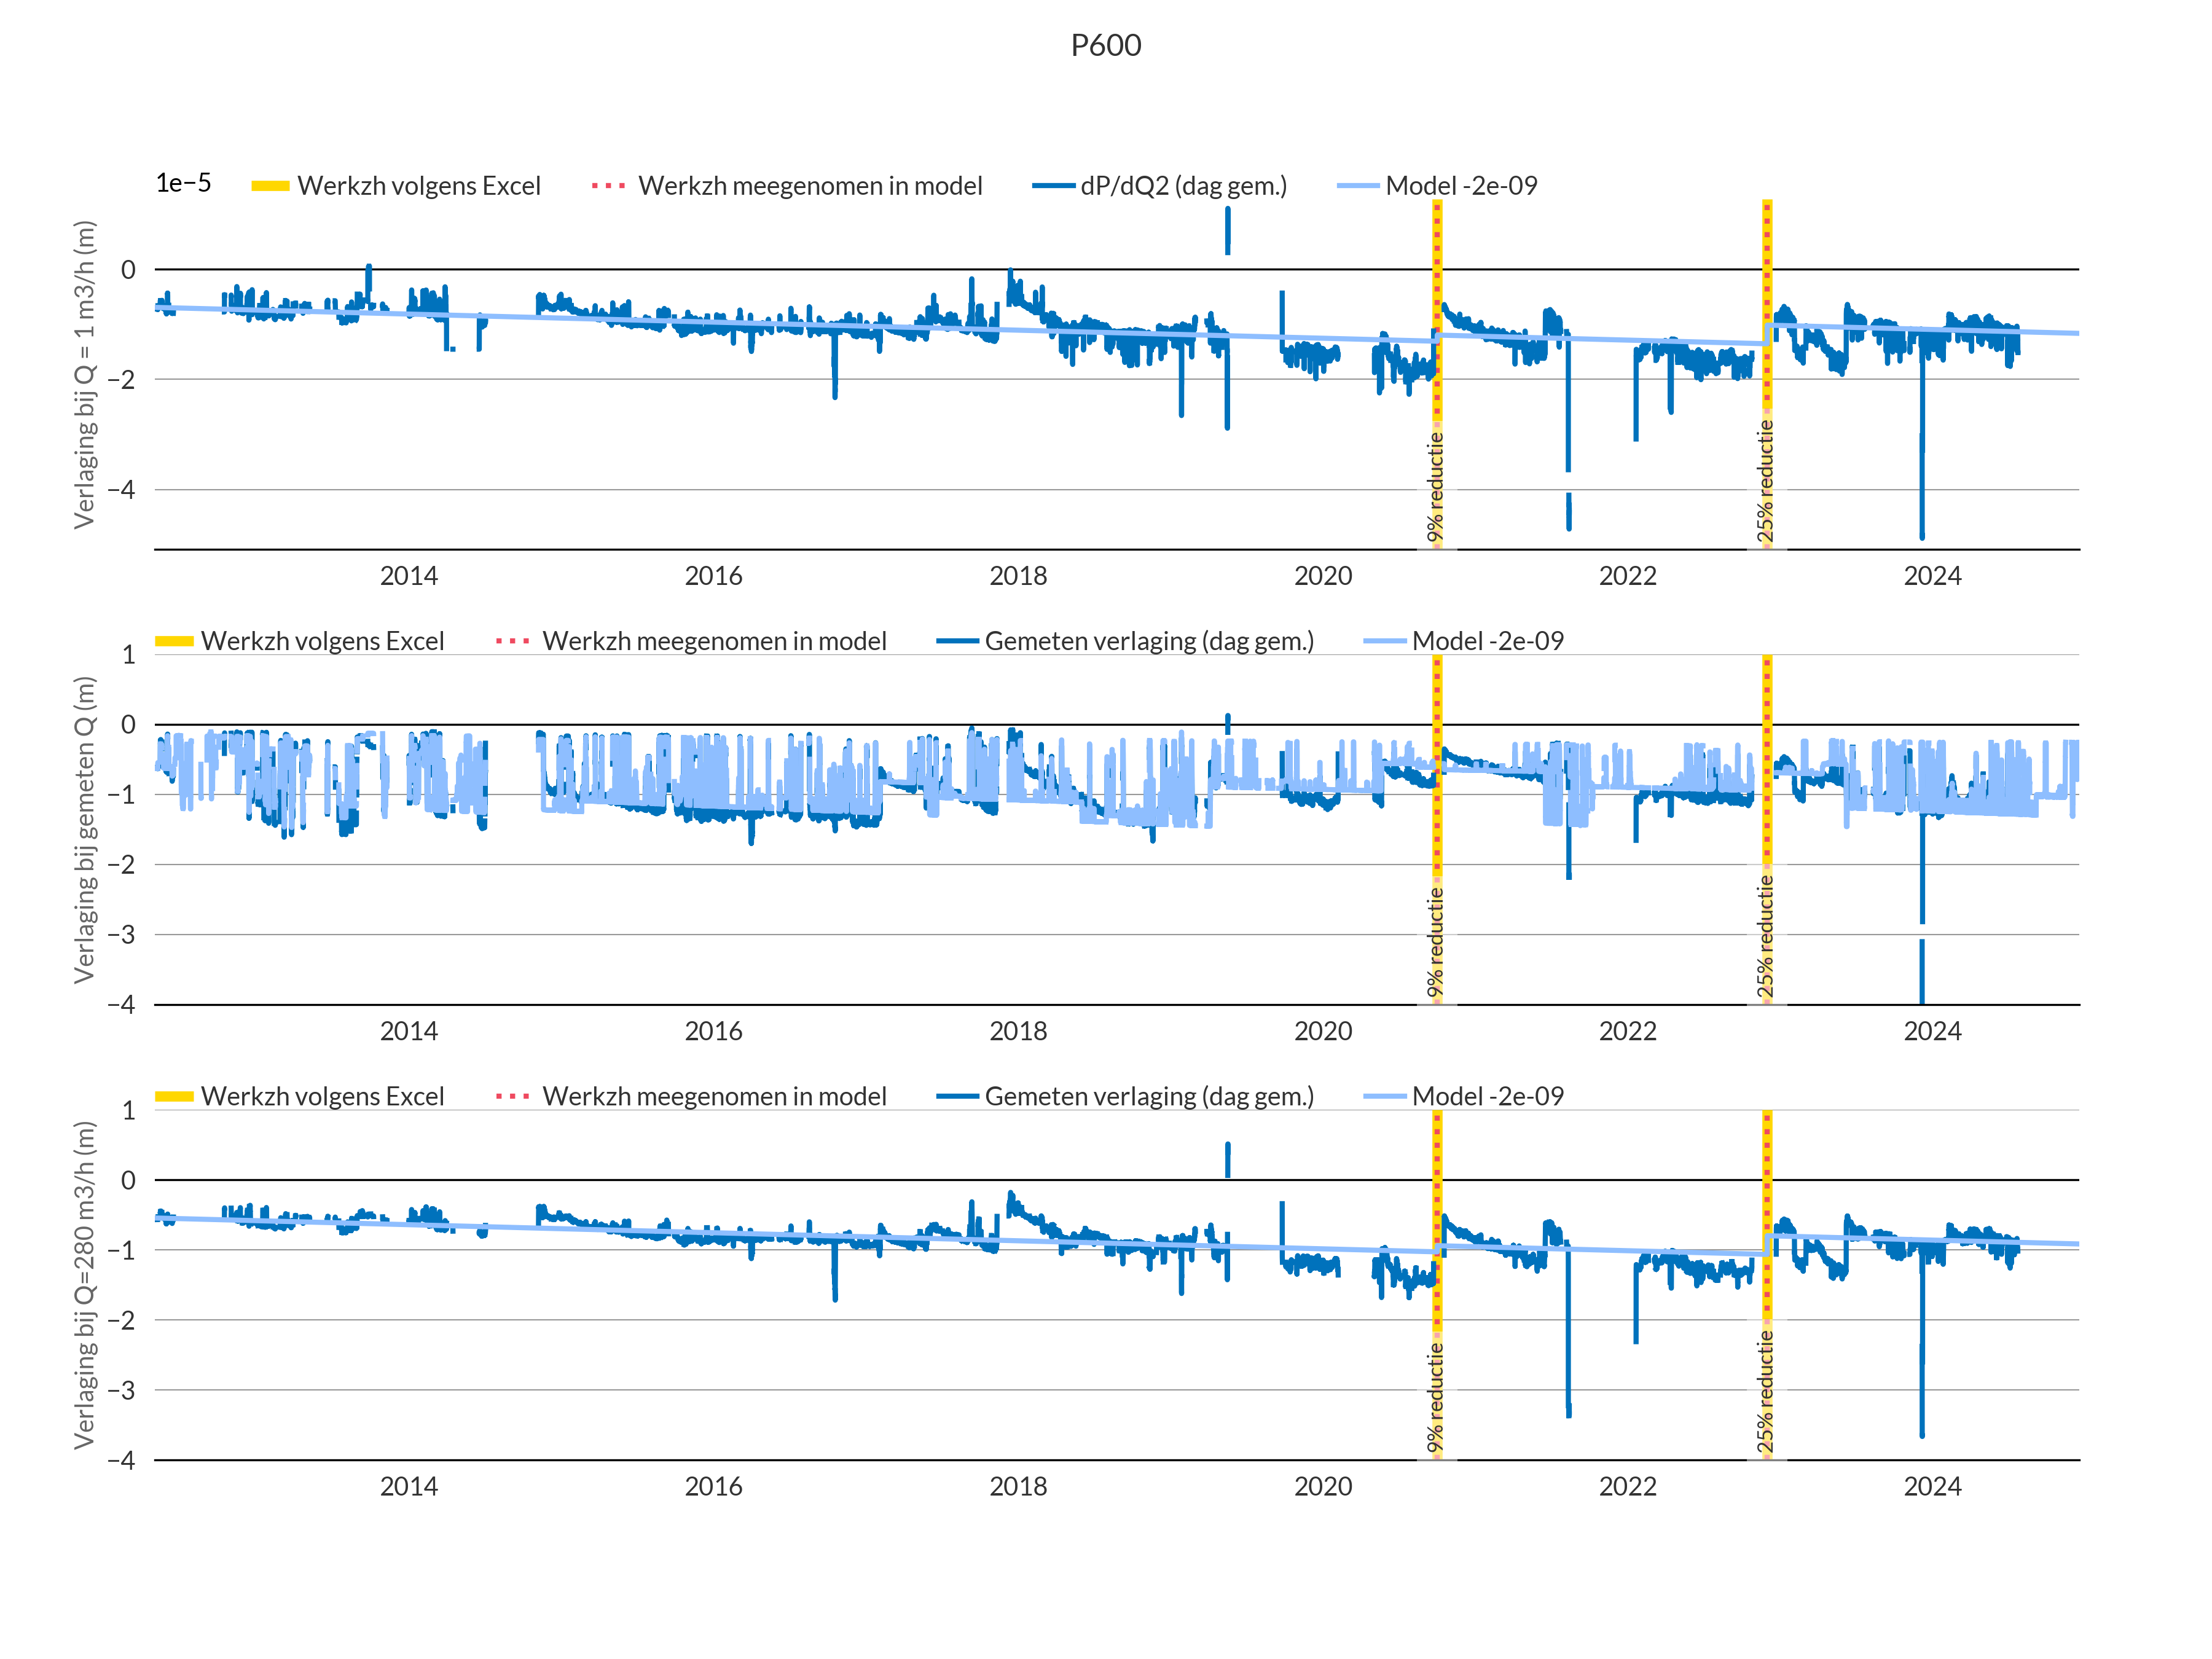 P600
1e−5
Werkzh volgens Excel
Werkzh meegenomen in model
dP/dQ2 (dag gem.)
Model -2e-09
Verlaging bij Q = 1 m3/h (m)
0
−2
−4
9% reductie
25% reductie
2014
2016
2018
2020
2022
2024
Werkzh volgens Excel
Werkzh meegenomen in model
Gemeten verlaging (dag gem.)
Model -2e-09
Verlaging bij gemeten Q (m)
1
0
−1
−2
−3
−4
9% reductie
25% reductie
2014
2016
2018
2020
2022
2024
Werkzh volgens Excel
Werkzh meegenomen in model
Gemeten verlaging (dag gem.)
Model -2e-09
Verlaging bij Q=280 m3/h (m)
1
0
−1
−2
−3
−4
9% reductie
25% reductie
2014
2016
2018
2020
2022
2024